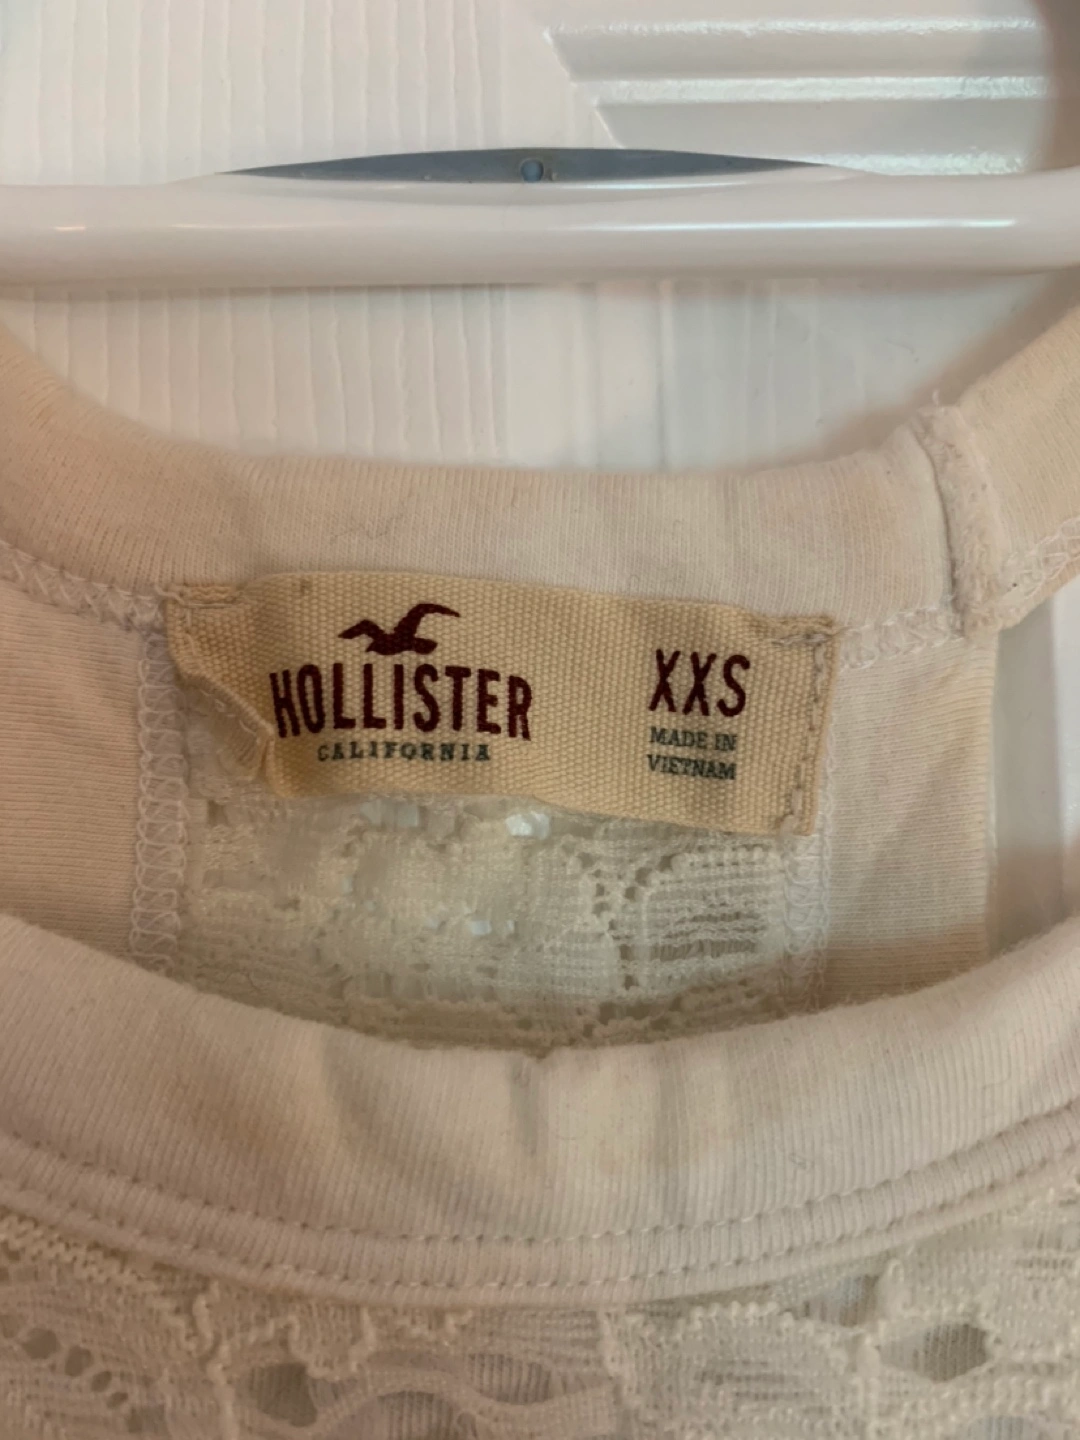 HOLLISTER
CALIFORNIA
XXS
MADE IN
VIETNAM